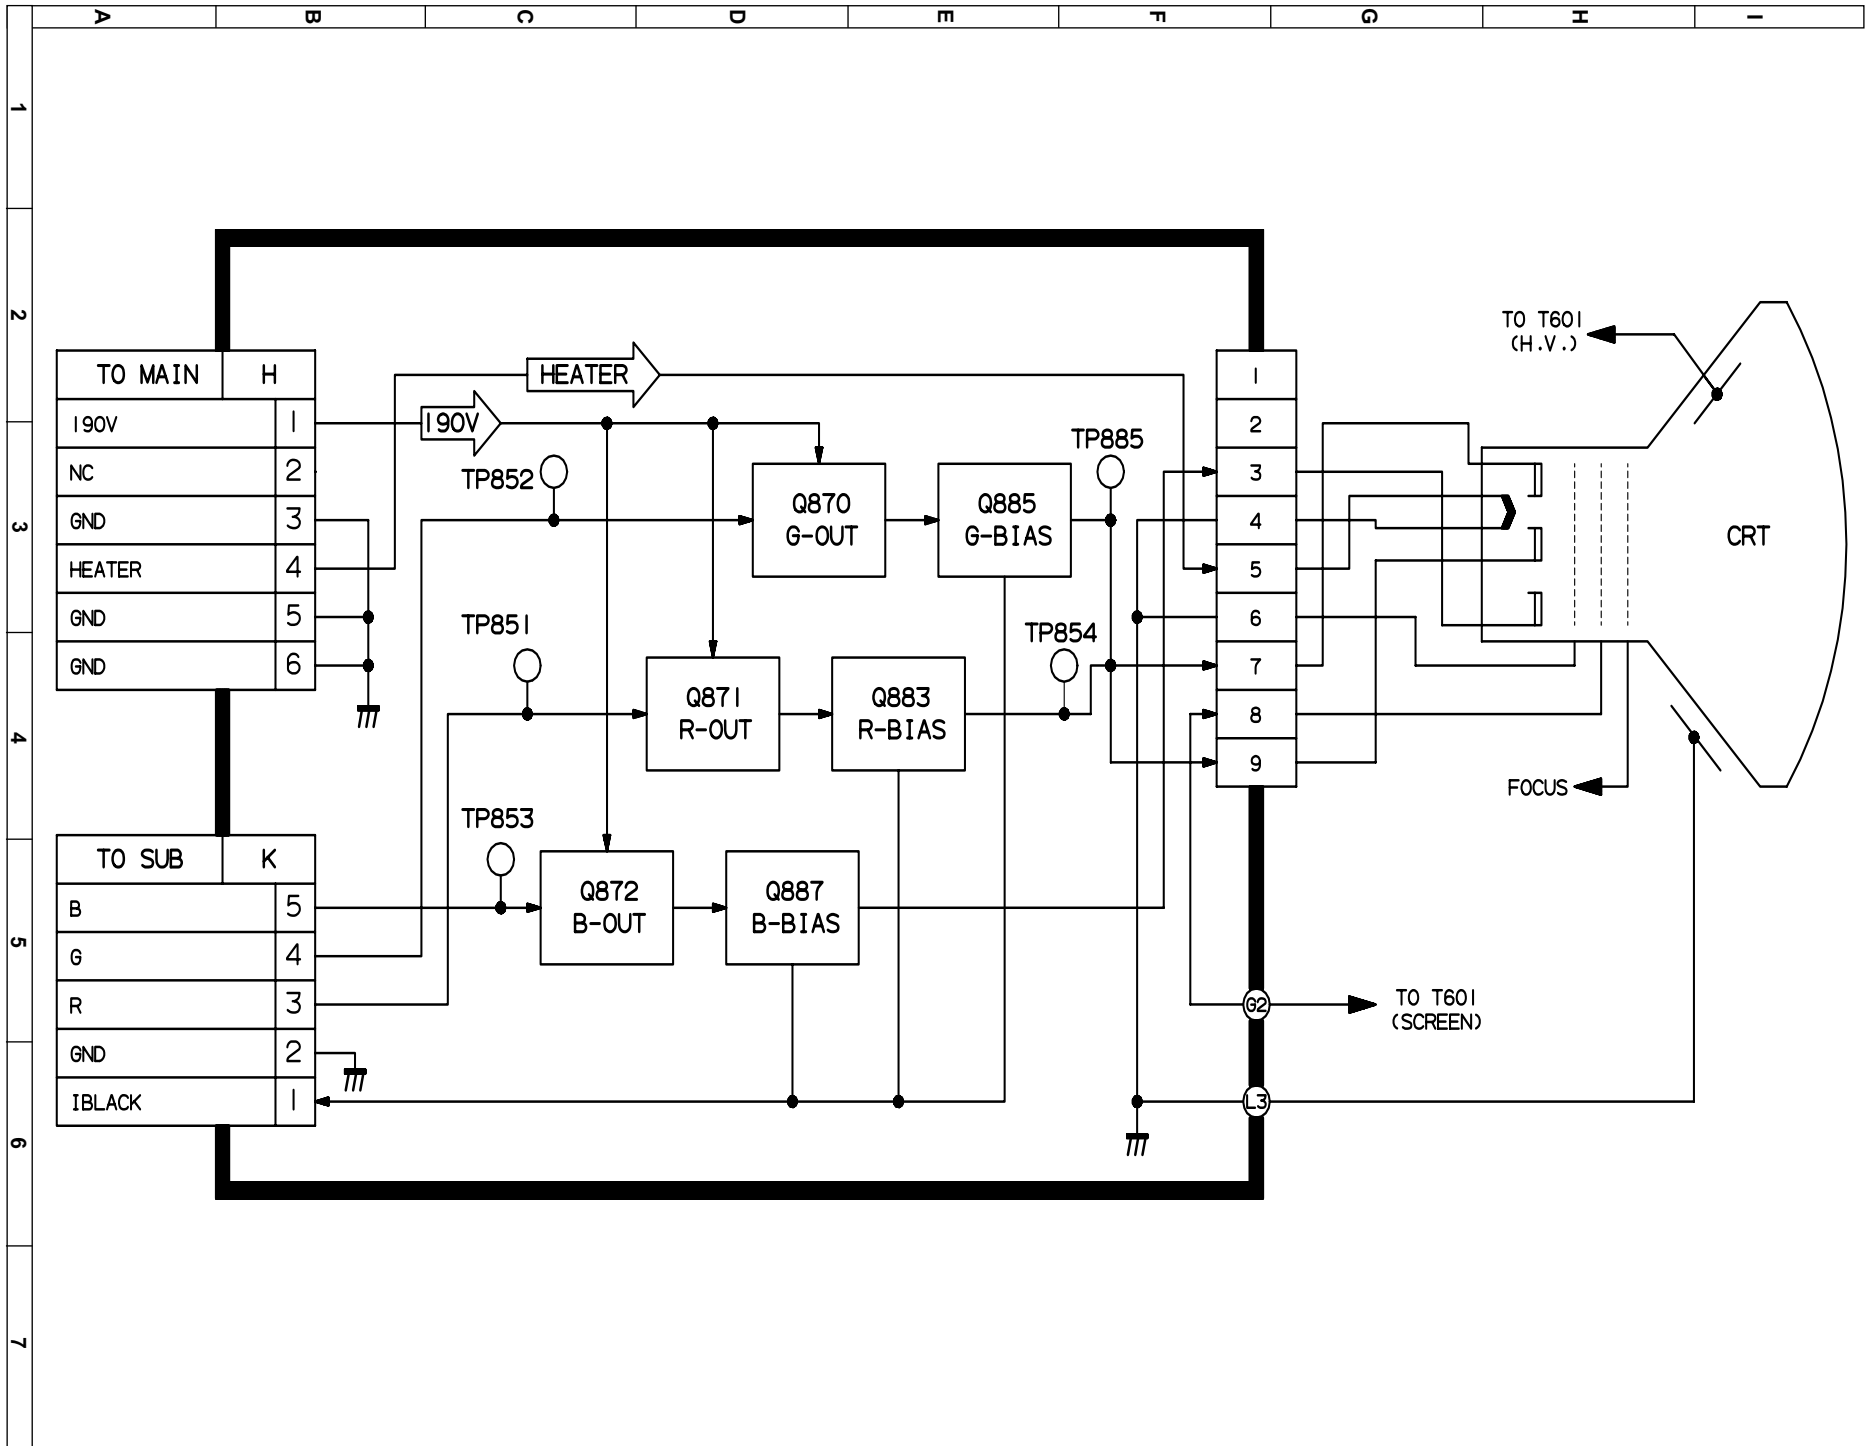 A B C D E F G H I
1
2
3
4
5
6
7
TO MAIN H
190V 1
NC 2
GND 3
HEATER 4
GND 5
GND 6
TO SUB K
B 5
G 4
R 3
GND 2
IBLACK 1
HEATER
190V
TP852
TP885
Q870
G-OUT
Q885
G-BIAS
TP851
TP854
Q871
R-OUT
Q883
R-BIAS
TP853
Q872
B-OUT
Q887
B-BIAS
1
2
3
4
5
6
7
8
9
G2
L3
TO T601
(H.V.)
CRT
FOCUS
TO T601
(SCREEN)